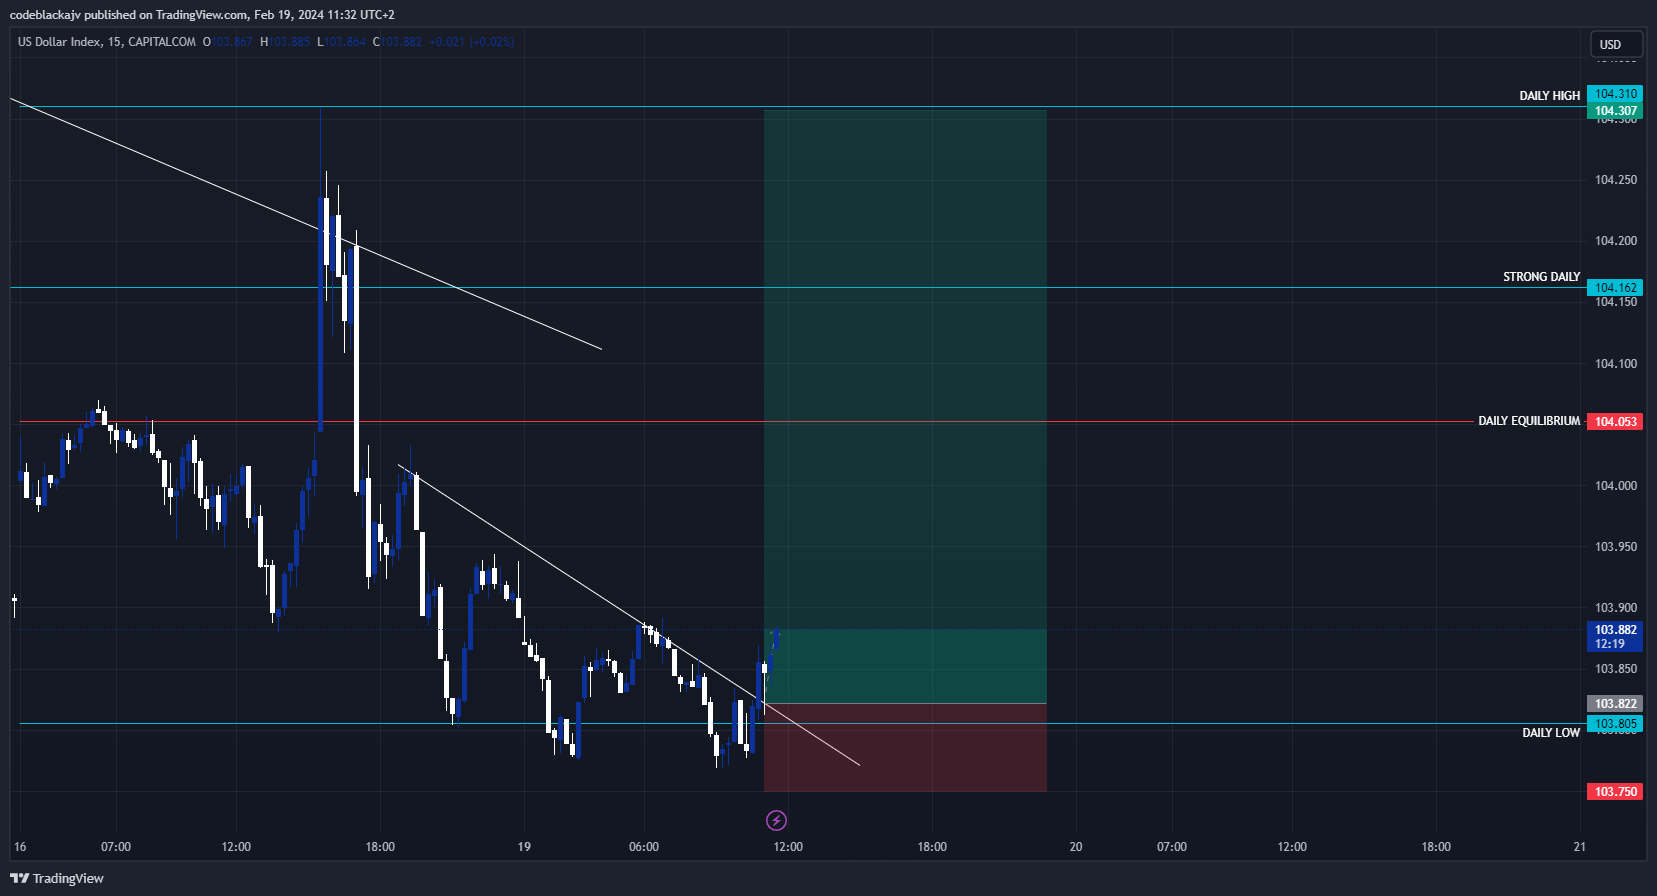 codeblackajv published on TradingView.com, Feb 19, 2024 11:32 UTC+2
US Dollar Index, 15, CAPITALCOM O103.867 H103.885 L103.864 C103.882 +0.021 (+0.02%)
USD
DAILY HIGH 104.310
104.307
104.300
104.250
104.200
STRONG DAILY
104.162
104.150
104.100
DAILY EQUILIBRIUM 104.053
104.000
103.950
103.900
103.882
12:19
103.850
103.822
103.805
DAILY LOW
103.750
16 07:00 12:00 18:00 19 06:00 12:00 18:00 20 07:00 12:00 18:00 21
TradingView